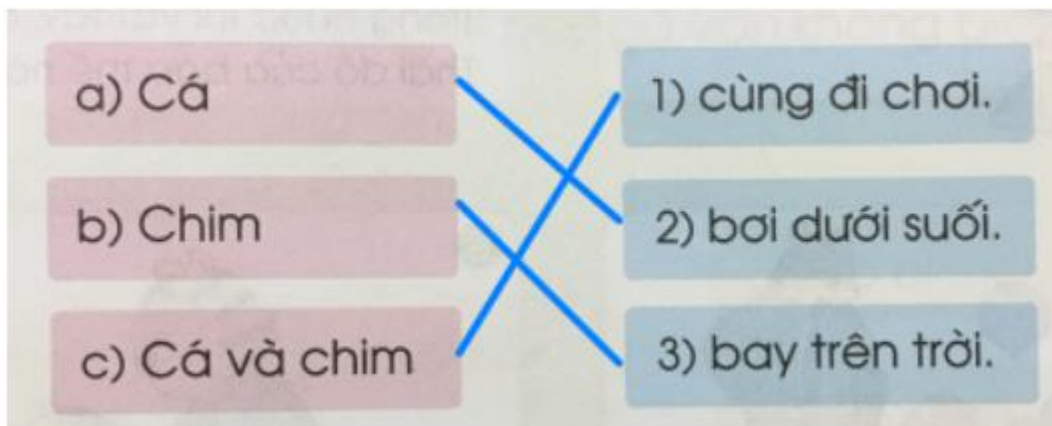 a) Cá
1) cùng đi chơi.
b) Chim
2) bơi dưới suối.
c) Cá và chim
3) bay trên trời.